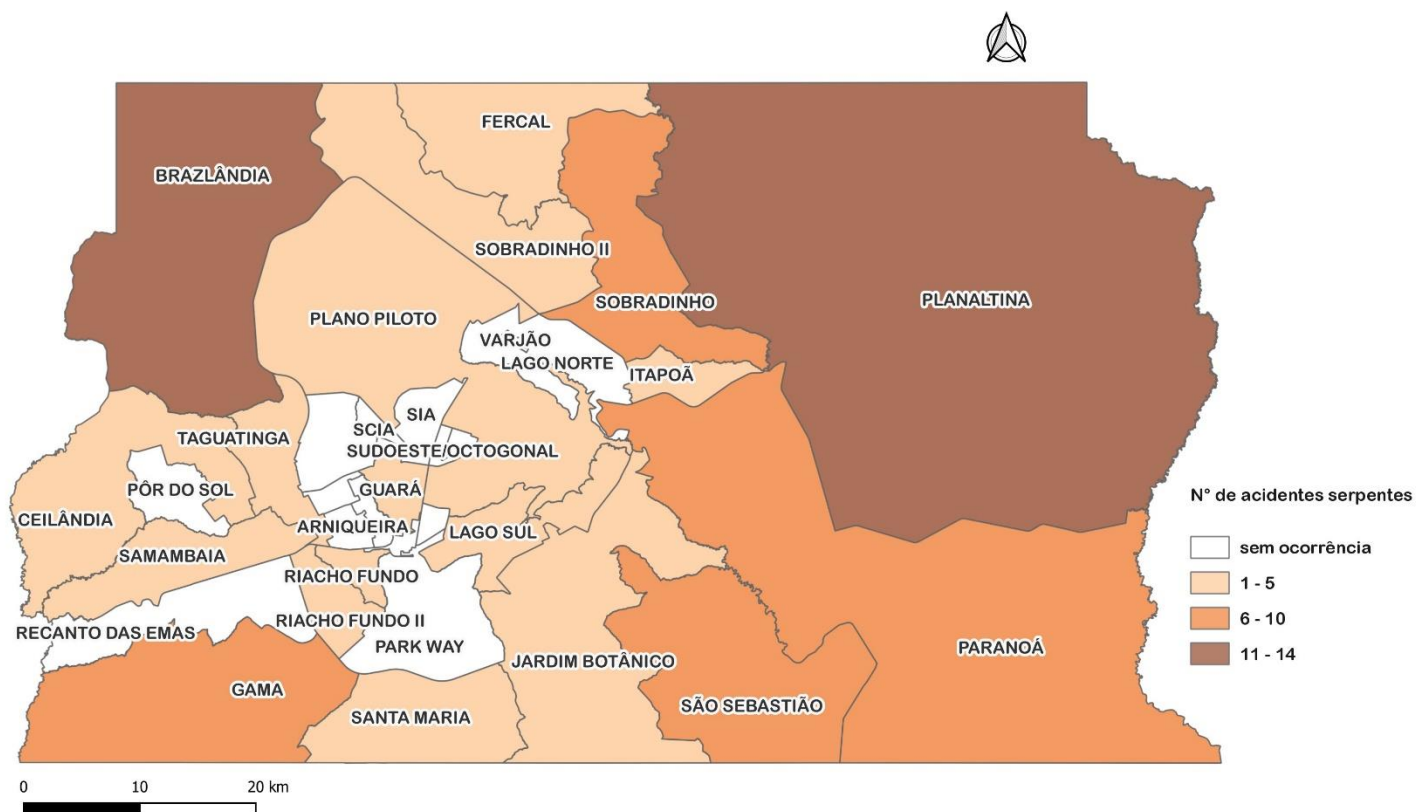 FERCAL
BRAZLÂNDIA
SOBRADINHO II
PLANALTINA
SOBRADINHO
PLANO PILOTO
VARJÃO
LAGO NORTE
ITAPOÃ
SIA
SCIA
TAGUATINGA
SUDOESTE/OCTOGONAL
PÔR DO SOL
GUARÁ
CEILÂNDIA
ARNIQUEIRA
LAGO SUL
SAMAMBAIA
RIACHO FUNDO
RIACHO FUNDO II
RECANTO DAS EMAS
PARK WAY
JARDIM BOTÂNICO
PARANOÁ
GAMA
SÃO SEBASTIÃO
SANTA MARIA
N° de acidentes serpentes
sem ocorrência
1 - 5
6 - 10
11 - 14
0 10 20 km